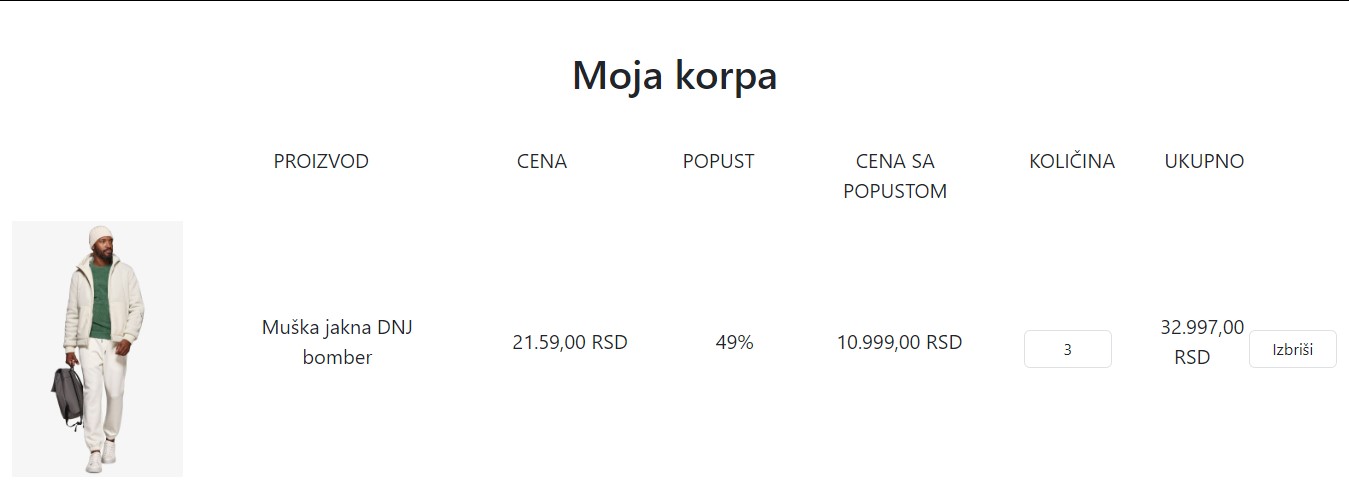 Moja korpa
PROIZVOD CENA POPUST CENA SA KOLIČINA UKUPNO
POPUSTOM
Muška jakna DNJ
bomber
21.59,00 RSD
49%
10.999,00 RSD
3
32.997,00
RSD
Izbriši